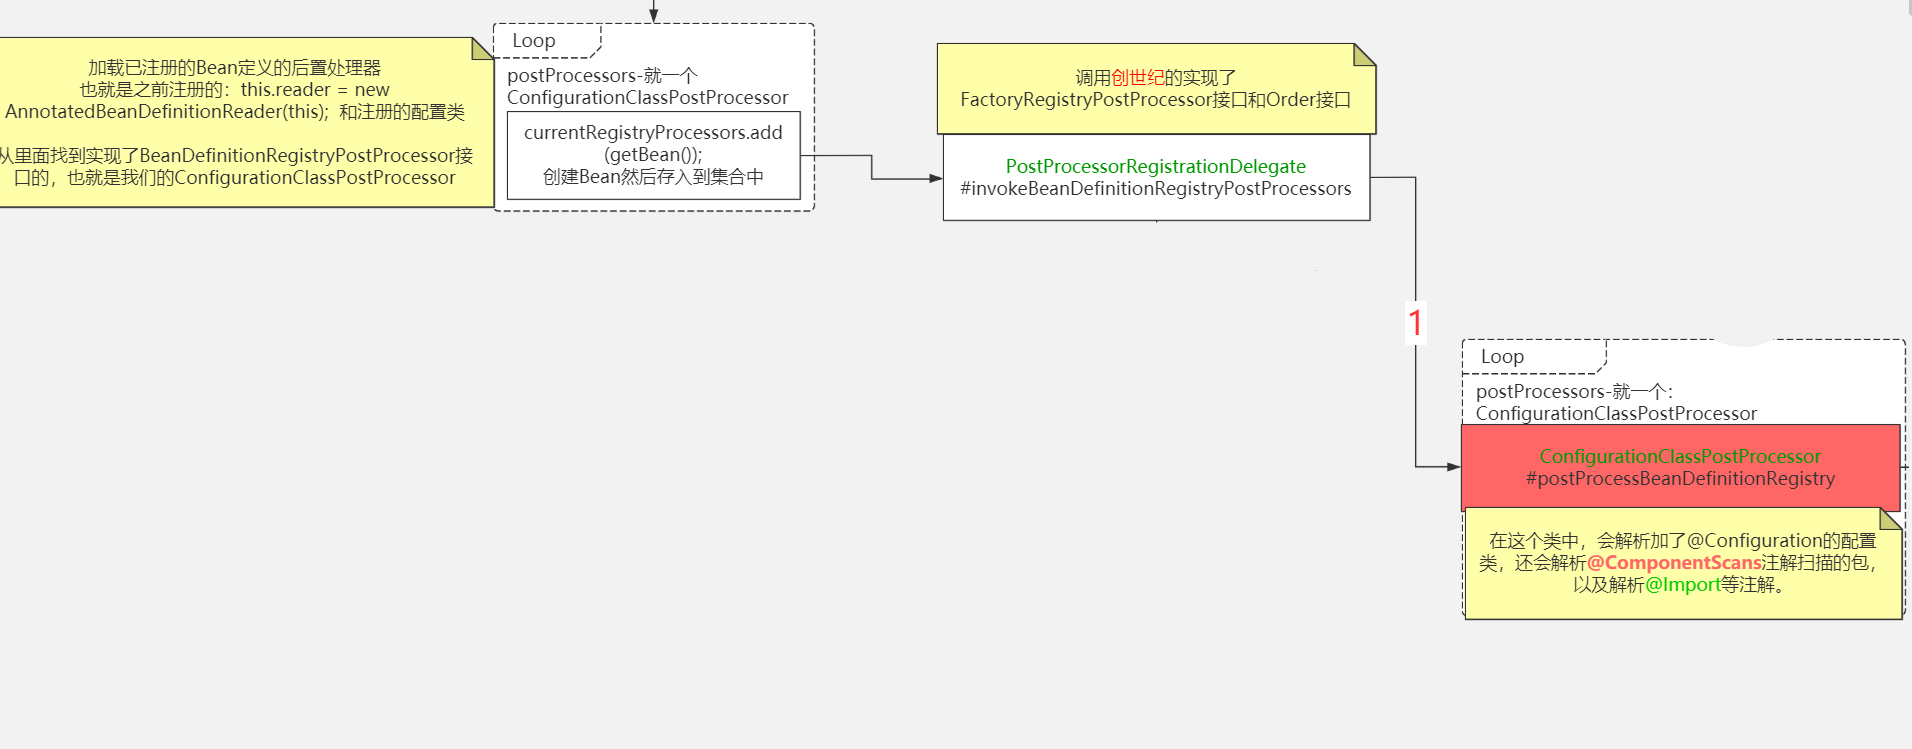 加载已注册的Bean定义的后置处理器
也就是之前注册的：this.reader = new
AnnotatedBeanDefinitionReader(this); 和注册的配置类
从里面找到实现了BeanDefinitionRegistryPostProcessor接
口的，也就是我们的ConfigurationClassPostProcessor
Loop
postProcessors-就一个
ConfigurationClassPostProcessor
currentRegistryProcessors.add
(getBean());
创建Bean然后存入到集合中
调用创世纪的实现了
FactoryRegistryPostProcessor接口和Order接口
PostProcessorRegistrationDelegate
#invokeBeanDefinitionRegistryPostProcessors
1
Loop
postProcessors-就一个：
ConfigurationClassPostProcessor
ConfigurationClassPostProcessor
#postProcessBeanDefinitionRegistry
在这个类中，会解析加了@Configuration的配置
类，还会解析@ComponentScans注解扫描的包，
以及解析@Import等注解。